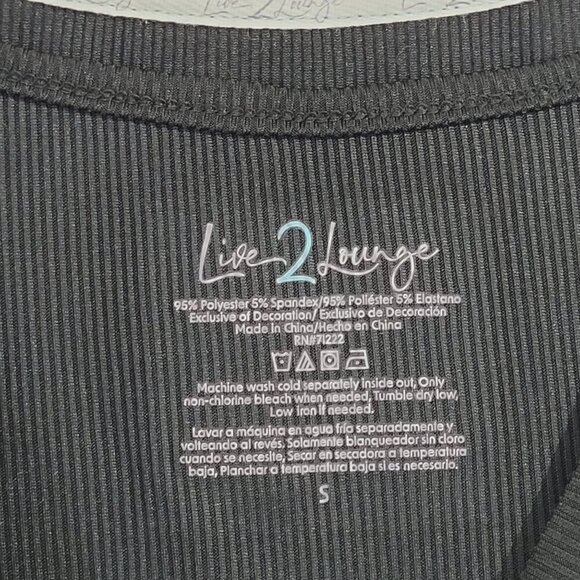 Live 2 Lounge
Live 2 Lounge
95% Polyester 5% Spandex/95% Poliéster 5% Elastano
Exclusive of Decoration/ Exclusivo de Decoración
Made in China/Hecho en China
RN#71222
Machine wash cold separately inside out, Only
non-chlorine bleach when needed, Tumble dry low,
Low iron if needed.
Lavar a máquina en agua fría separadamente y
volteando al revés. Solamente blanqueador sin cloro
cuando se necesite, Secar en secadora a temperatura
baja, Planchar a temperatura baja si es necesario.
S